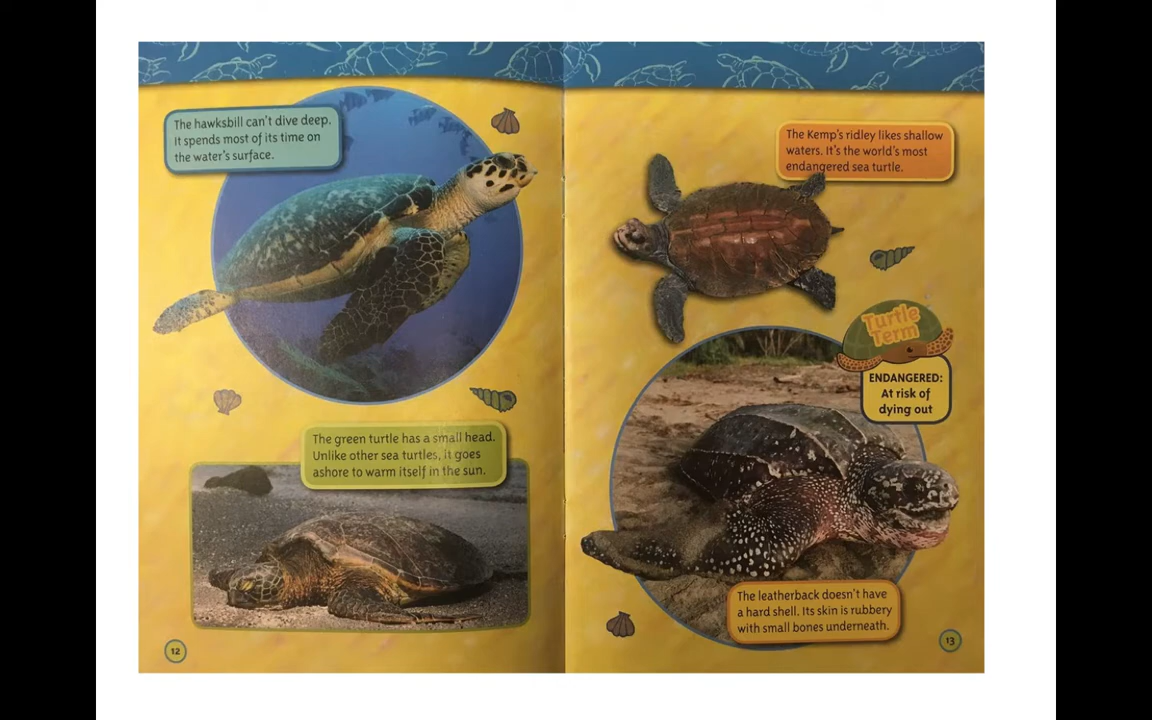 The hawksbill can't dive deep.
It spends most of its time on
the water's surface.
The green turtle has a small head.
Unlike other sea turtles, it goes
ashore to warm itself in the sun.
12
The Kemp's ridley likes shallow
waters. It's the world's most
endangered sea turtle.
Turtle
Term
ENDANGERED:
At risk of
dying out
The leatherback doesn't have
a hard shell. Its skin is rubbery
with small bones underneath.
13